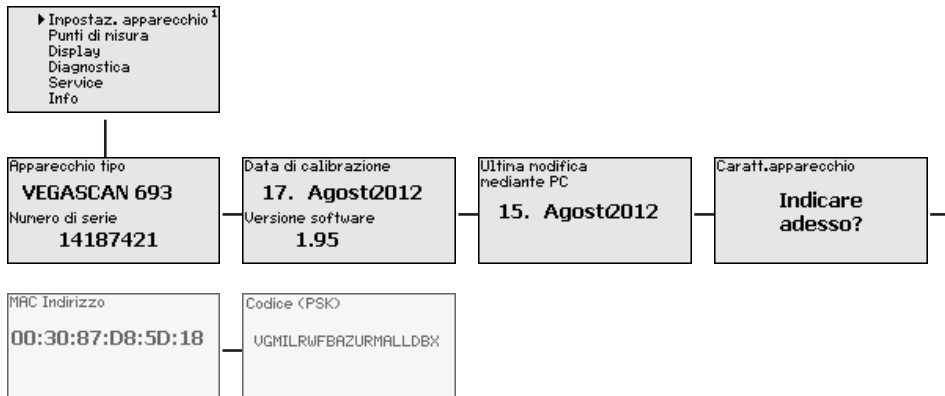 ▶Impostaz. apparecchio 1
Punti di misura
Display
Diagnostica
Service
Info
Apparecchio tipo
VEGASCAN 693
Numero di serie
14187421
Data di calibrazione
17. Agost2012
Versione software
1.95
Ultima modifica
mediante PC
15. Agost2012
Caratt.apparecchio
Indicare
adesso?
MAC Indirizzo
00:30:87:D8:5D:18
Codice (PSK)
VGMILRWFBAZURMALLDBX